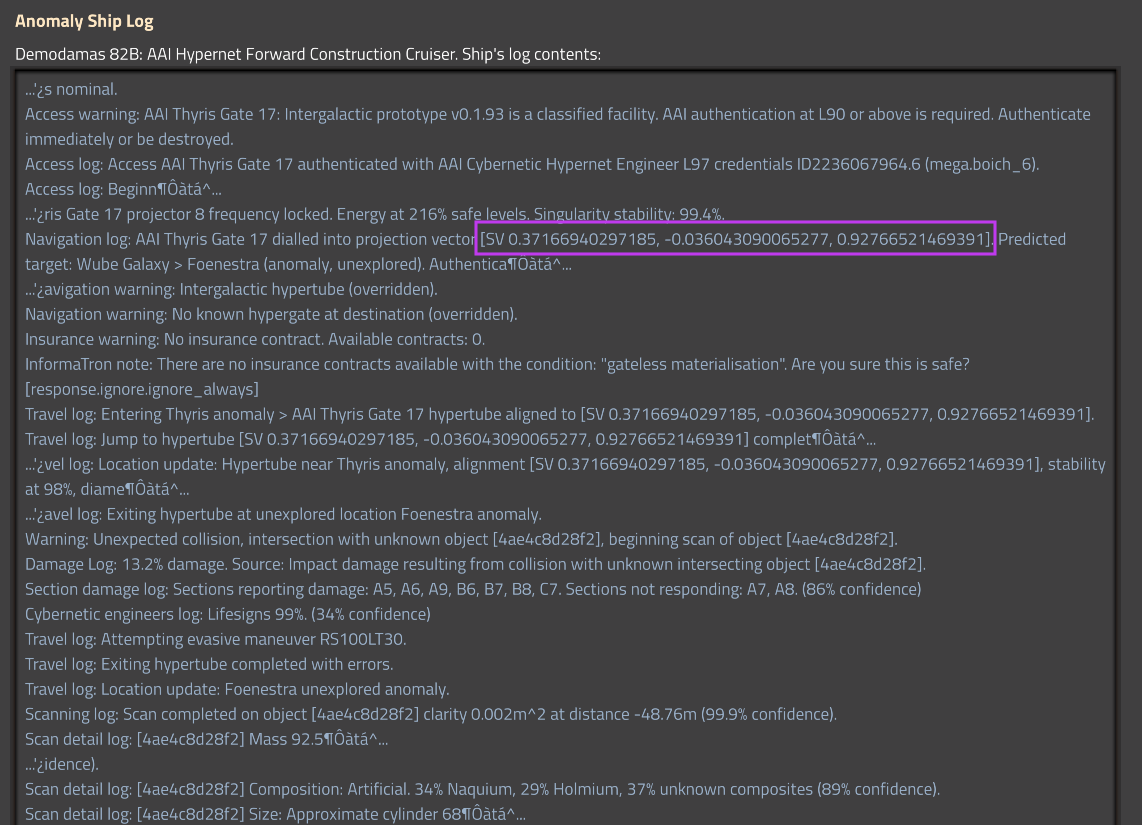 Anomaly Ship Log
Demodamas 82B: AAI Hypernet Forward Construction Cruiser. Ship's log contents:
...'¿s nominal.
Access warning: AAI Thyris Gate 17: Intergalactic prototype v0.1.93 is a classified facility. AAI authentication at L90 or above is required. Authenticate
immediately or be destroyed.
Access log: Access AAI Thyris Gate 17 authenticated with AAI Cybernetic Hypernet Engineer L97 credentials ID2236067964.6 (mega.boich_6).
Access log: Beginn¶Ôàtá^...
...'¿ris Gate 17 projector 8 frequency locked. Energy at 216% safe levels. Singularity stability: 99.4%.
Navigation log: AAI Thyris Gate 17 dialled into projection vector [SV 0.37166940297185, -0.036043090065277, 0.92766521469391]. Predicted
target: Wube Galaxy > Foenestra (anomaly, unexplored). Authentica¶Ôàtá^...
...'¿avigation warning: Intergalactic hypertube (overridden).
Navigation warning: No known hypergate at destination (overridden).
Insurance warning: No insurance contract. Available contracts: 0.
InformaTron note: There are no insurance contracts available with the condition: "gateless materialisation". Are you sure this is safe?
[response.ignore.ignore_always]
Travel log: Entering Thyris anomaly > AAI Thyris Gate 17 hypertube aligned to [SV 0.37166940297185, -0.036043090065277, 0.92766521469391].
Travel log: Jump to hypertube [SV 0.37166940297185, -0.036043090065277, 0.92766521469391] complet¶Ôàtá^...
...'¿vel log: Location update: Hypertube near Thyris anomaly, alignment [SV 0.37166940297185, -0.036043090065277, 0.92766521469391], stability
at 98%, diame¶Ôàtá^...
...'¿avel log: Exiting hypertube at unexplored location Foenestra anomaly.
Warning: Unexpected collision, intersection with unknown object [4ae4c8d28f2], beginning scan of object [4ae4c8d28f2].
Damage Log: 13.2% damage. Source: Impact damage resulting from collision with unknown intersecting object [4ae4c8d28f2].
Section damage log: Sections reporting damage: A5, A6, A9, B6, B7, B8, C7. Sections not responding: A7, A8. (86% confidence)
Cybernetic engineers log: Lifesigns 99%. (34% confidence)
Travel log: Attempting evasive maneuver RS100LT30.
Travel log: Exiting hypertube completed with errors.
Travel log: Location update: Foenestra unexplored anomaly.
Scanning log: Scan completed on object [4ae4c8d28f2] clarity 0.002m^2 at distance -48.76m (99.9% confidence).
Scan detail log: [4ae4c8d28f2] Mass 92.5¶Ôàtá^...
...'¿idence).
Scan detail log: [4ae4c8d28f2] Composition: Artificial. 34% Naquium, 29% Holmium, 37% unknown composites (89% confidence).
Scan detail log: [4ae4c8d28f2] Size: Approximate cylinder 68¶Ôàtá^...